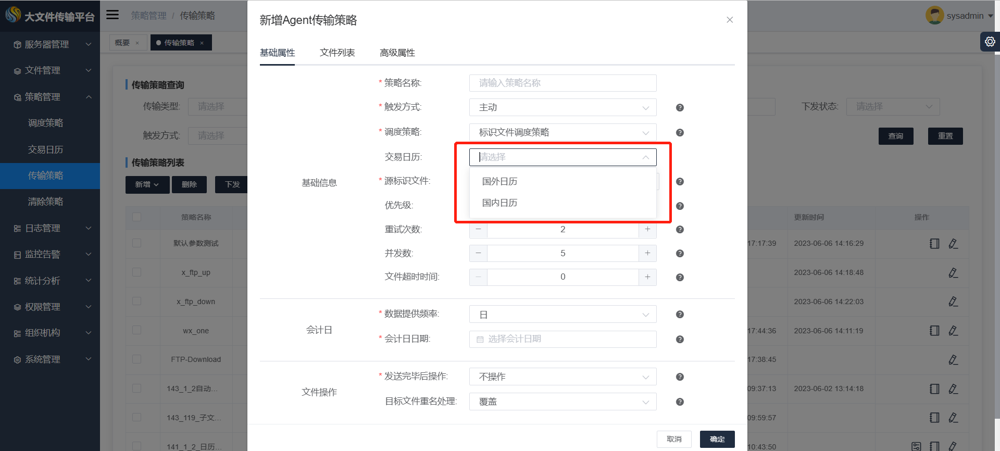 大文件传输平台
策略管理 / 传输策略
sysadmin
概要 ×
传输策略 ×
服务器管理
文件管理
策略管理
调度策略
交易日历
传输策略
清除策略
日志管理
监控告警
统计分析
权限管理
组织机构
系统管理
传输策略查询
传输类型: 请选择
下发状态: 请选择
触发方式: 请选择
查询 重置
传输策略列表
新增 删除 下发
策略名称 更新时间 操作
默认参数测试 17:17:39 2023-06-06 14:16:29
x_ftp_up 2023-06-06 14:18:48
x_ftp_down 2023-06-06 14:22:03
wx_one 17:44:36 2023-06-06 14:11:19
FTP-Download 17:38:45
143_1_2自动... 09:37:13 2023-06-02 13:14:18
143_119_子文... 09:59:57
141_1_2_日历... 10:43:50
新增Agent传输策略
基础属性 文件列表 高级属性
基础信息
* 策略名称: 请输入策略名称
* 触发方式: 主动
* 调度策略: 标识文件调度策略
交易日历: 请选择
国外日历
国内日历
* 源标识文件:
优先级:
重试次数: 2
并发数: 5
文件超时时间: 0
会计日
* 数据提供频率: 日
* 会计日日期: 选择会计日期
文件操作
* 发送完毕后操作: 不操作
目标文件重名处理: 覆盖
取消 确定